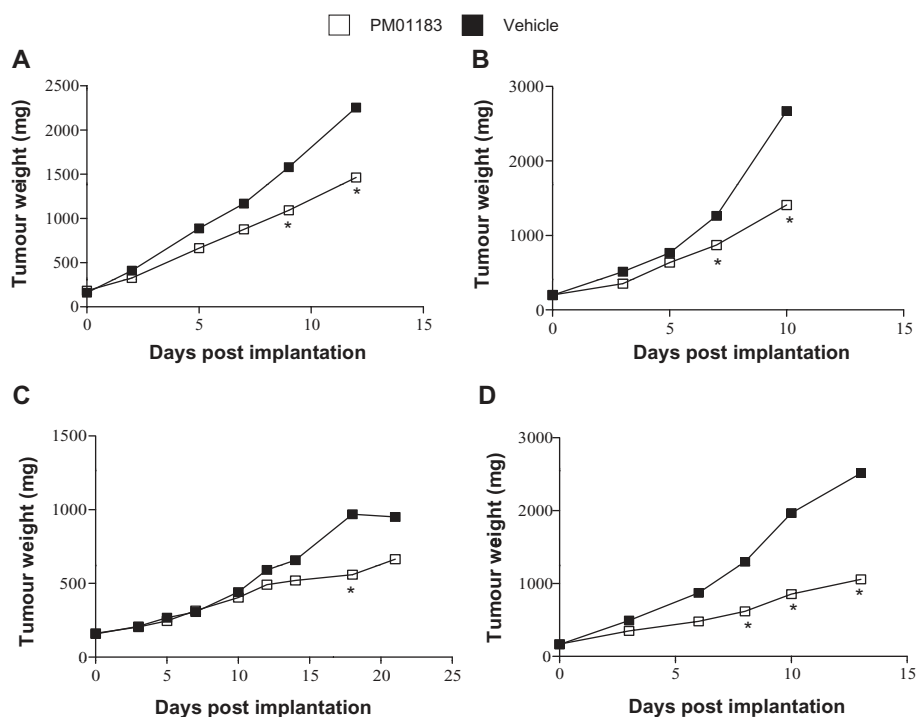 PM01183 Vehicle
A
Tumour weight (mg)
2500
2000
1500
1000
500
0
0 5 10 15
Days post implantation
*
*
B
Tumour weight (mg)
3000
2000
1000
0
0 5 10 15
Days post implantation
*
*
C
Tumour weight (mg)
1500
1000
500
0
0 5 10 15 20 25
Days post implantation
*
D
Tumour weight (mg)
3000
2000
1000
0
0 5 10 15
Days post implantation
*
*
*